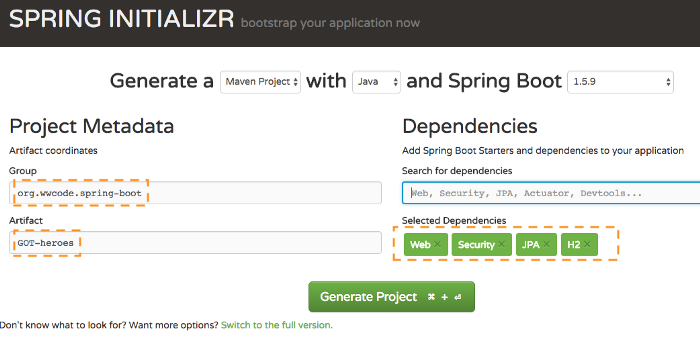 SPRING INITIALIZR bootstrap your application now
Generate a Maven Project with Java and Spring Boot 1.5.9
Project Metadata
Artifact coordinates
Group
org.wwcode.spring-boot
Artifact
GOT-heroes
Dependencies
Add Spring Boot Starters and dependencies to your application
Search for dependencies
Web, Security, JPA, Actuator, Devtools...
Selected Dependencies
Web × Security × JPA × H2 ×
Generate Project ⌘ + ⏎
Don't know what to look for? Want more options? Switch to the full version.